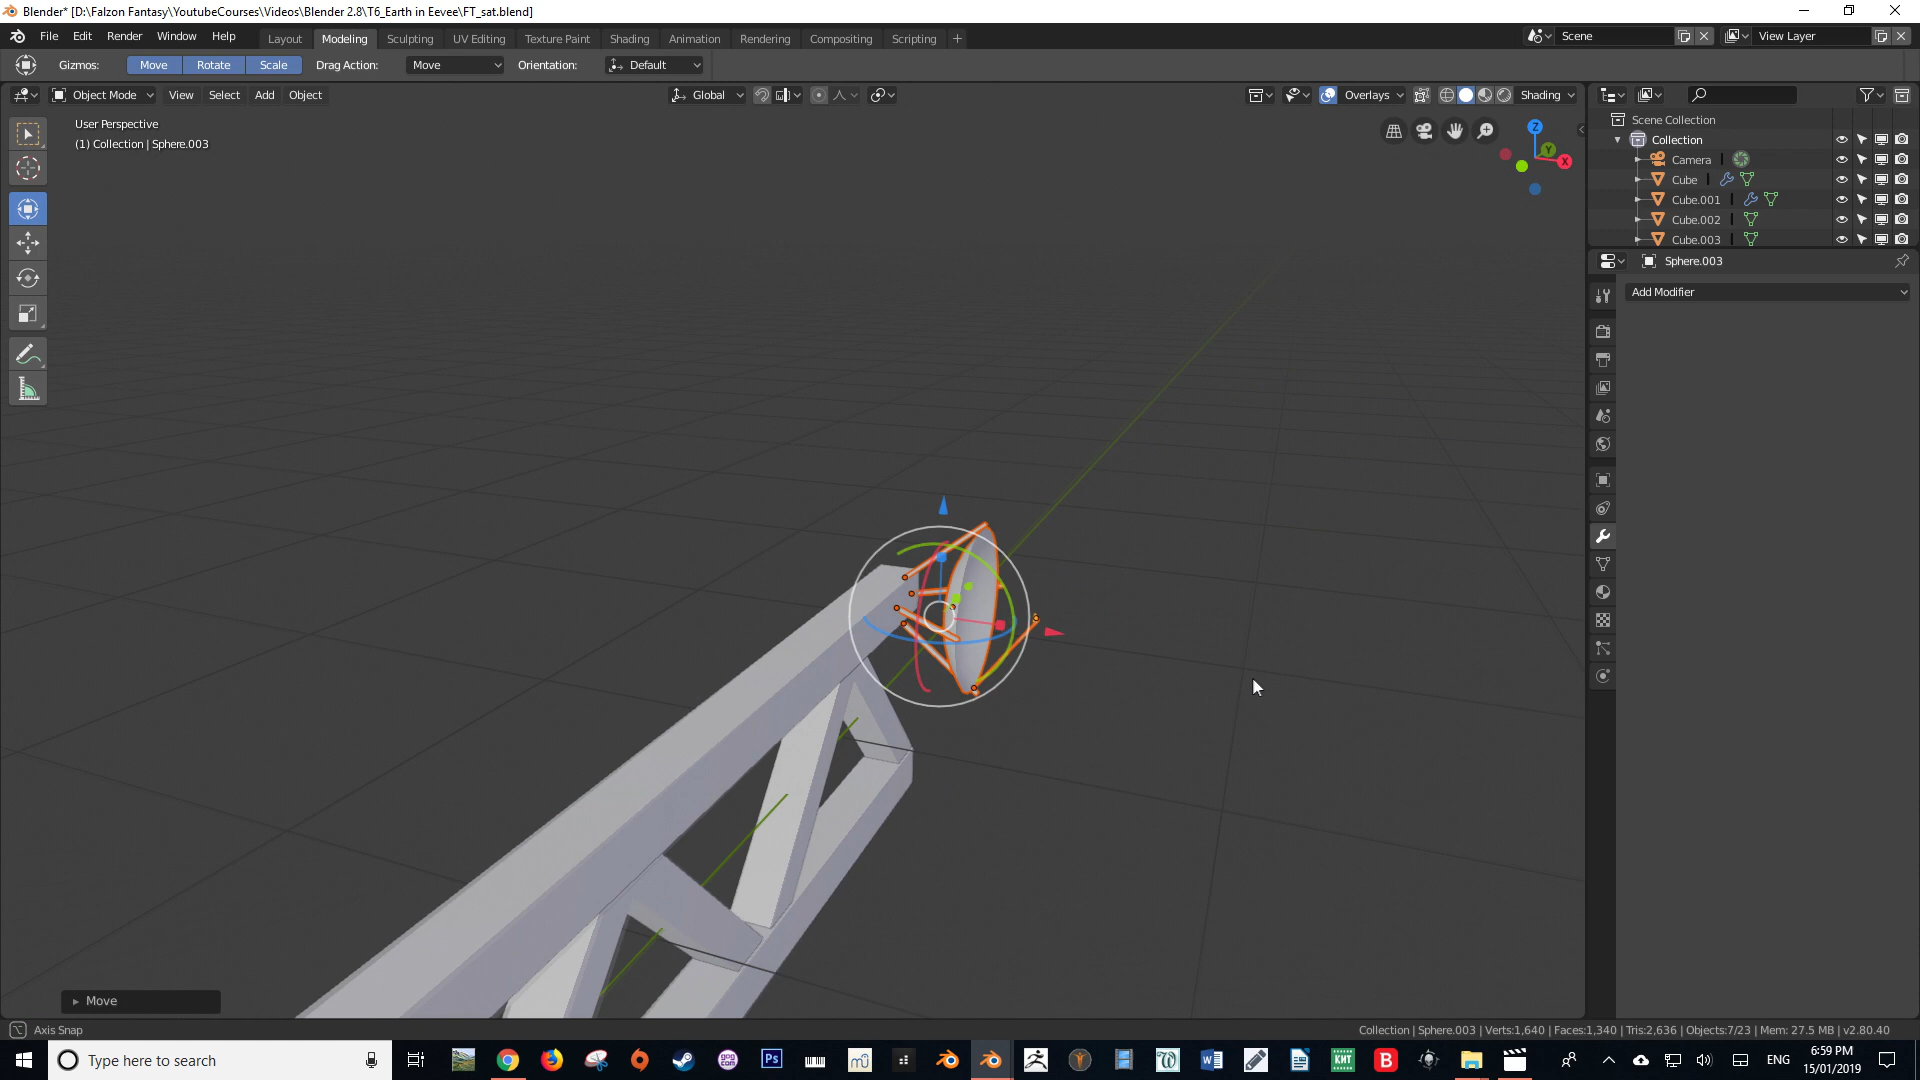 Blender* [D:\Falzon Fantasy\YoutubeCourses\Videos\Blender 2.8\T6_Earth in Eevee\FT_sat.blend]
File Edit Render Window Help Layout Modeling Sculpting UV Editing Texture Paint Shading Animation Rendering Compositing Scripting + Scene View Layer
Gizmos: Move Rotate Scale Drag Action: Move Orientation: Default
Object Mode View Select Add Object Global Overlays Shading
User Perspective
(1) Collection | Sphere.003
Z
Y
X
Scene Collection
Collection
Camera
Cube
Cube.001
Cube.002
Cube.003
Sphere.003
Add Modifier
Move
Axis Snap
Collection | Sphere.003 | Verts:1,640 | Faces:1,340 | Tris:2,636 | Objects:7/23 | Mem: 27.5 MB | v2.80.40
Type here to search
ENG
6:59 PM
15/01/2019